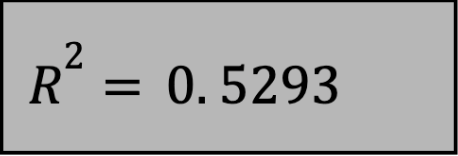 R² = 0.5293